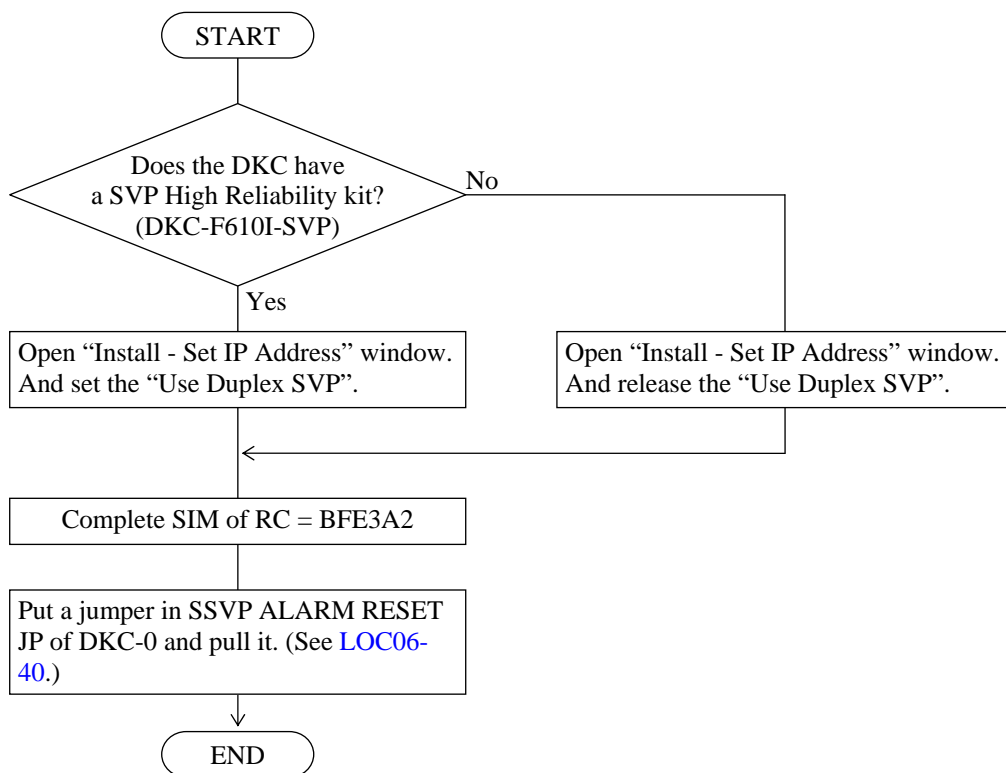 START
Does the DKC have
a SVP High Reliability kit?
(DKC-F610I-SVP)
No
Yes
Open “Install - Set IP Address” window.
And set the “Use Duplex SVP”.
Open “Install - Set IP Address” window.
And release the “Use Duplex SVP”.
Complete SIM of RC = BFE3A2
Put a jumper in SSVP ALARM RESET
JP of DKC-0 and pull it. (See LOC06-
40.)
END